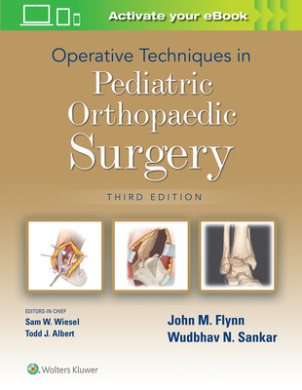 Activate your eBook
Operative Techniques in
Pediatric
Orthopaedic
Surgery
THIRD EDITION
EDITORS-IN-CHIEF
Sam W. Wiesel
Todd J. Albert
John M. Flynn
Wudbhav N. Sankar
Wolters Kluwer